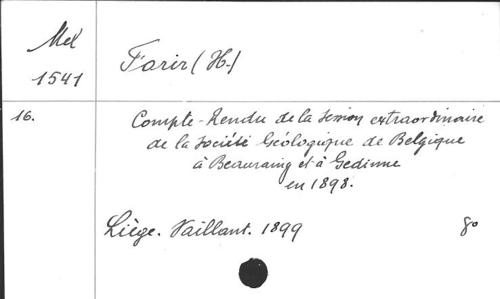 Mel
1541
Forir (H.)
16.
Compte-Rendu de la Session extraordinaire
de la Société Géologique de Belgique
à Beauraing et à Gedinne
en 1898.
Liège. Vaillant. 1899
8o